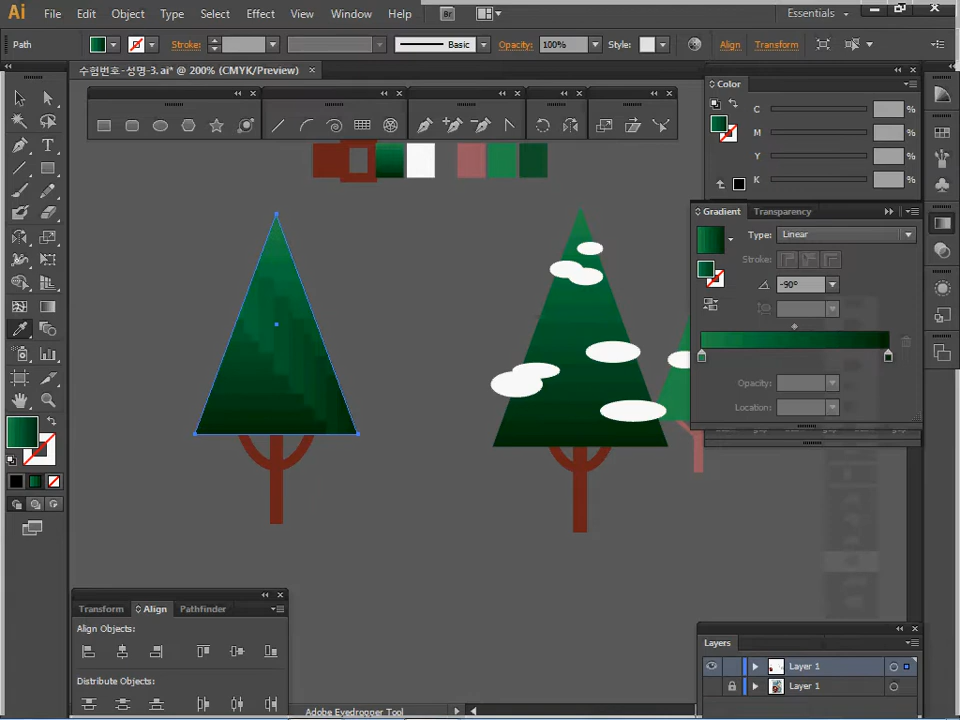 Ai File Edit Object Type Select Effect View Window Help Br Essentials
Path Stroke: Basic Opacity: 100% Style: Align Transform
수험번호-성명-3.ai* @ 200% (CMYK/Preview) ×
Color
C %
M %
Y %
K %
Gradient Transparency
Type: Linear
Stroke:
-90°
Opacity:
Location:
Transform Align Pathfinder
Align Objects:
Distribute Objects:
Layers
Layer 1
Layer 1
Adobe Eyedropper Tool